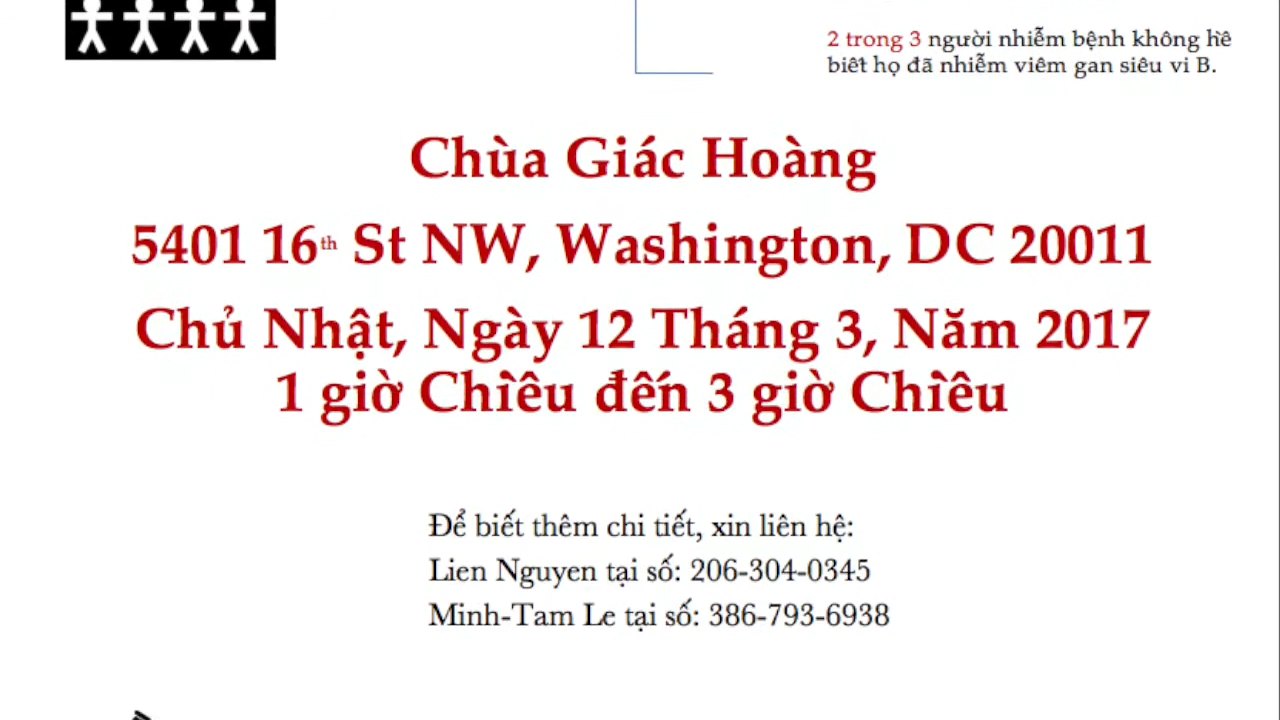 2 trong 3 người nhiễm bệnh không hề
biết họ đã nhiễm viêm gan siêu vi B.
Chùa Giác Hoàng
5401 16th St NW, Washington, DC 20011
Chủ Nhật, Ngày 12 Tháng 3, Năm 2017
1 giờ Chiều đến 3 giờ Chiều
Để biết thêm chi tiết, xin liên hệ:
Lien Nguyen tại số: 206-304-0345
Minh-Tam Le tại số: 386-793-6938